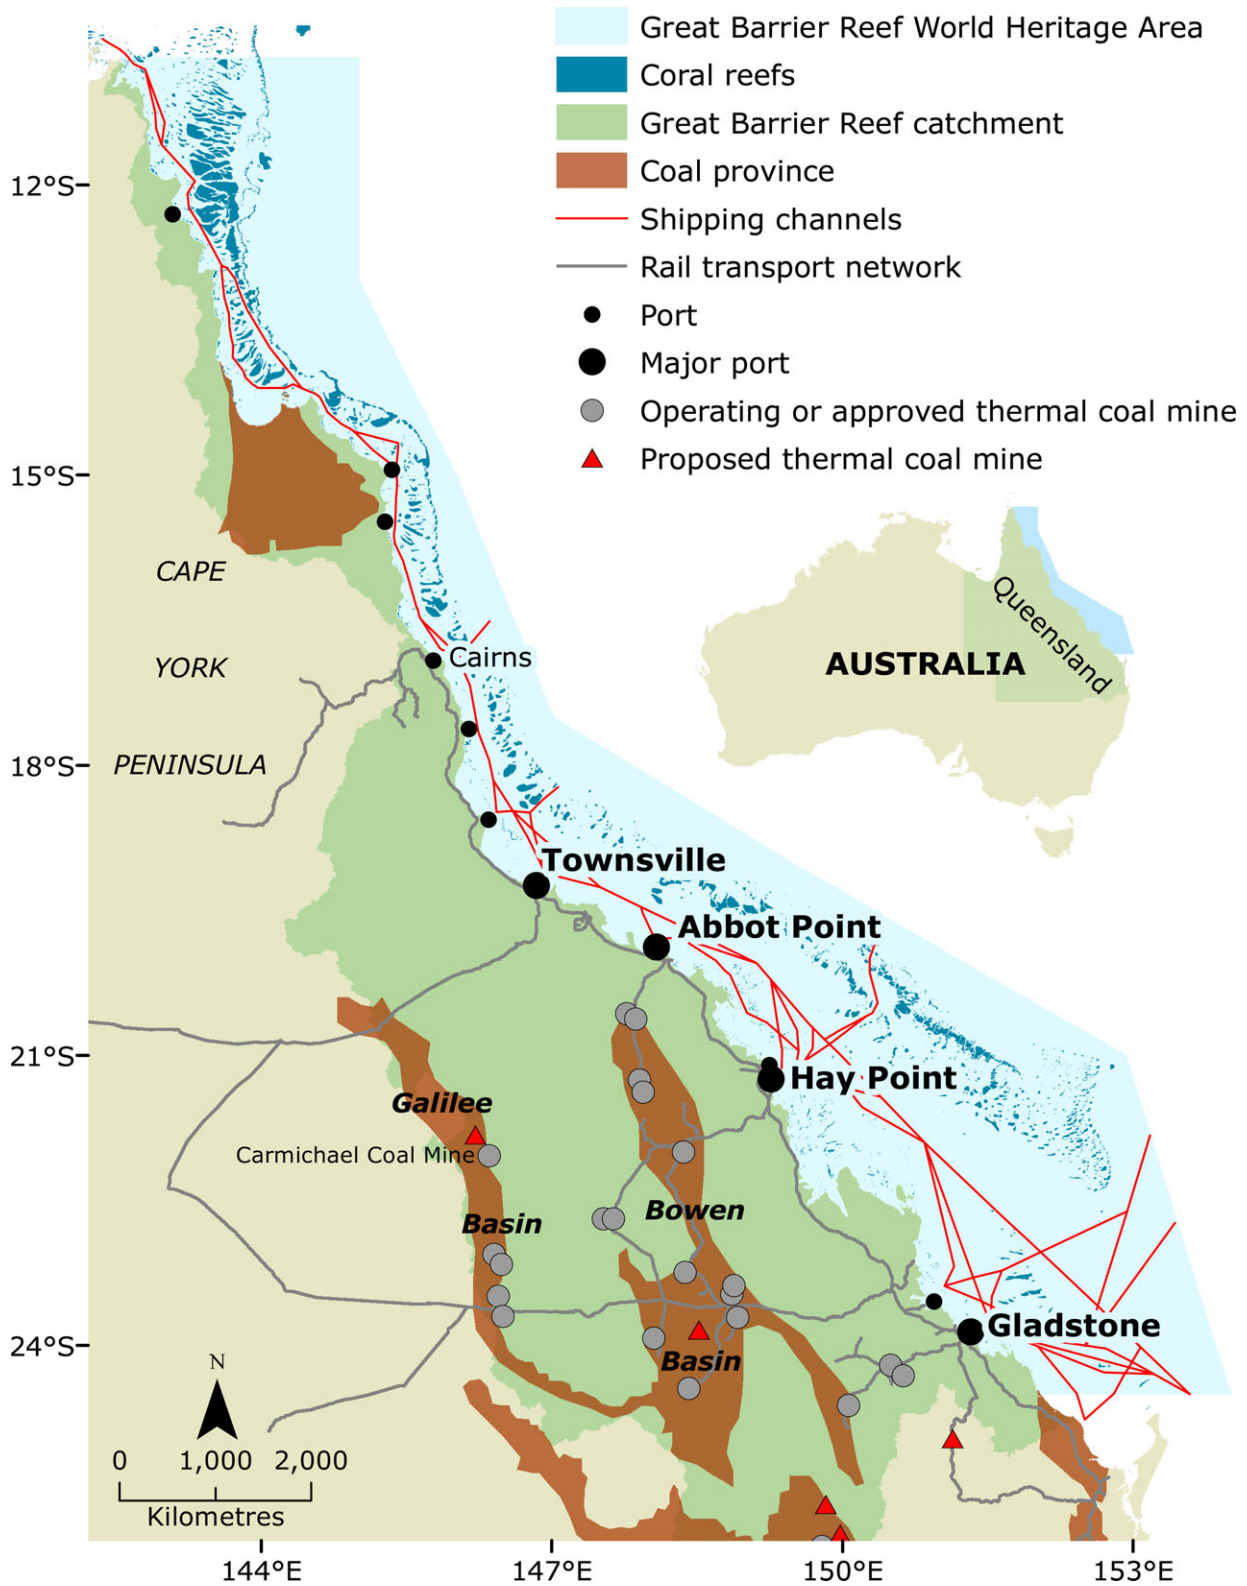 Great Barrier Reef World Heritage Area
Coral reefs
Great Barrier Reef catchment
Coal province
Shipping channels
Rail transport network
Port
Major port
Operating or approved thermal coal mine
Proposed thermal coal mine
12°S
15°S
18°S
21°S
24°S
CAPE
YORK
PENINSULA
Cairns
AUSTRALIA
Queensland
Townsville
Abbot Point
Hay Point
Galilee
Carmichael Coal Mine
Basin
Bowen
Basin
Gladstone
N
0 1,000 2,000
Kilometres
144°E 147°E 150°E 153°E